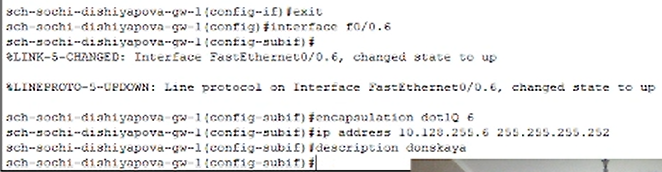 sch-sochi-dishiyapova-gw-1(config-if)#exit
sch-sochi-dishiyapova-gw-1(config)#interface f0/0.6
sch-sochi-dishiyapova-gw-1(config-subif)#
%LINK-5-CHANGED: Interface FastEthernet0/0.6, changed state to up
%LINEPROTO-5-UPDOWN: Line protocol on Interface FastEthernet0/0.6, changed state to up
sch-sochi-dishiyapova-gw-1(config-subif)#encapsulation dot1Q 6
sch-sochi-dishiyapova-gw-1(config-subif)#ip address 10.128.255.6 255.255.255.252
sch-sochi-dishiyapova-gw-1(config-subif)#description donskaya
sch-sochi-dishiyapova-gw-1(config-subif)#